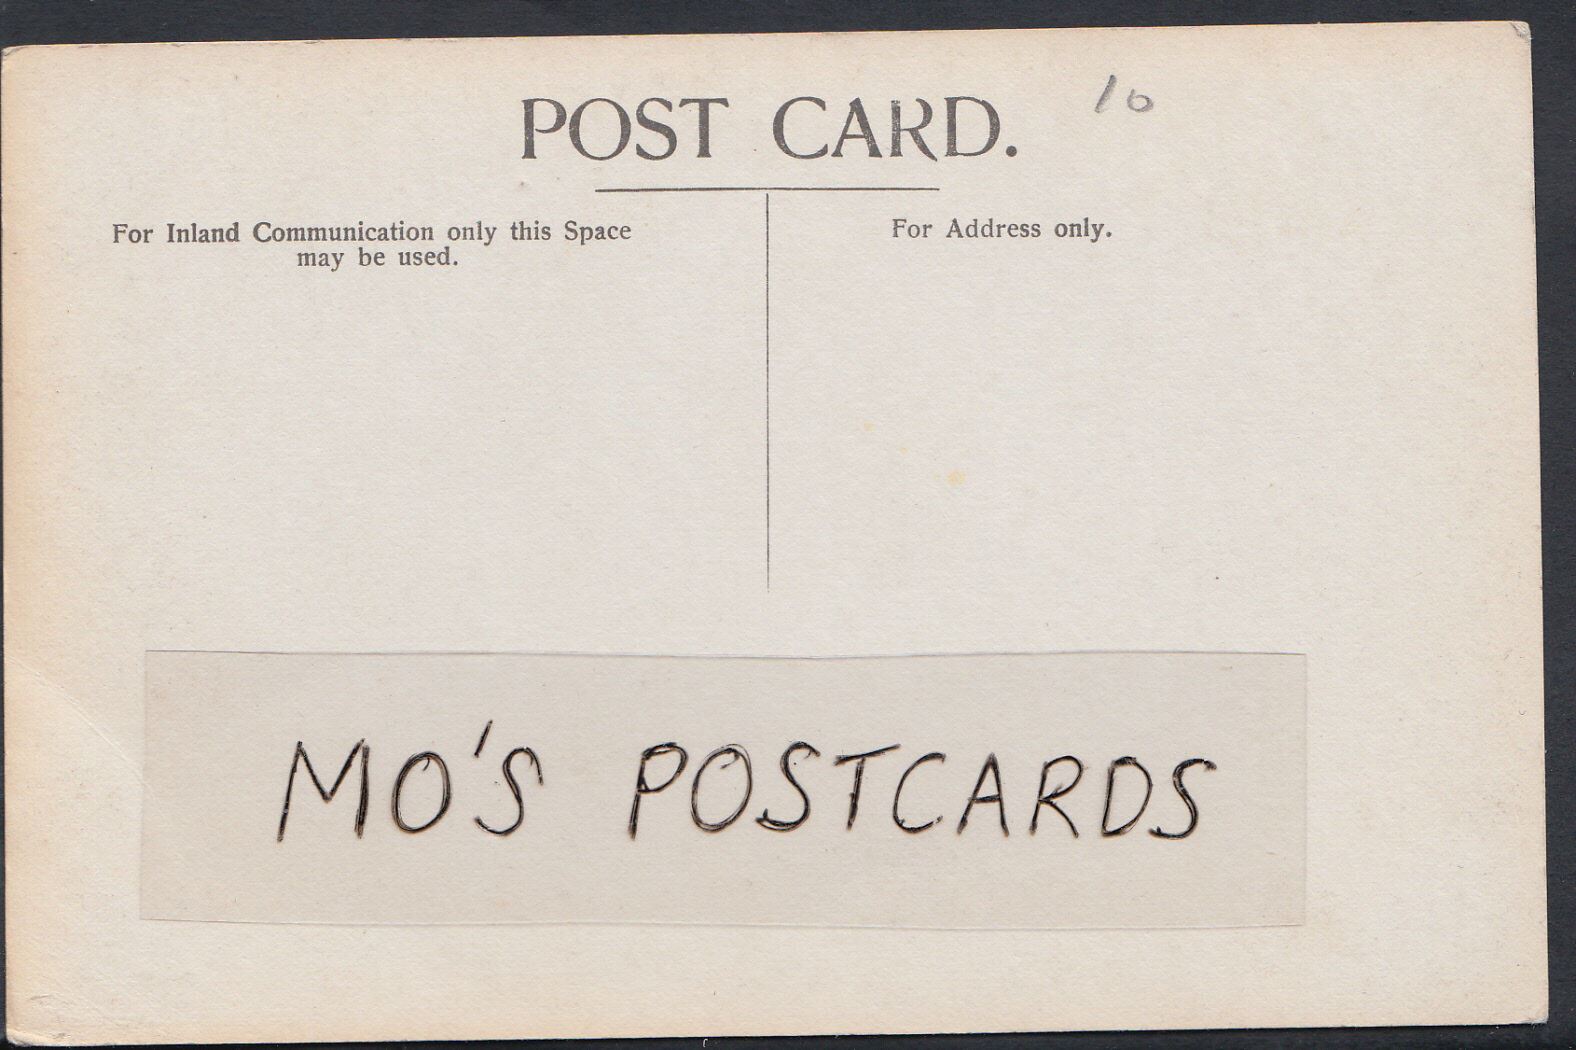 POST CARD.
10
For Inland Communication only this Space
may be used.
For Address only.
MO'S POSTCARDS